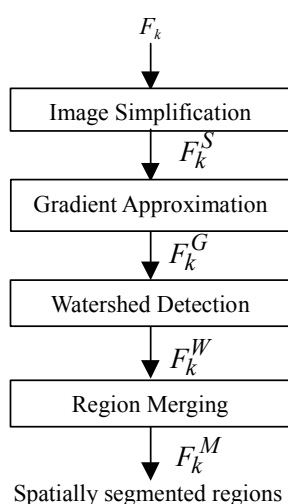 F_k
Image Simplification
F_k^S
Gradient Approximation
F_k^G
Watershed Detection
F_k^W
Region Merging
F_k^M
Spatially segmented regions